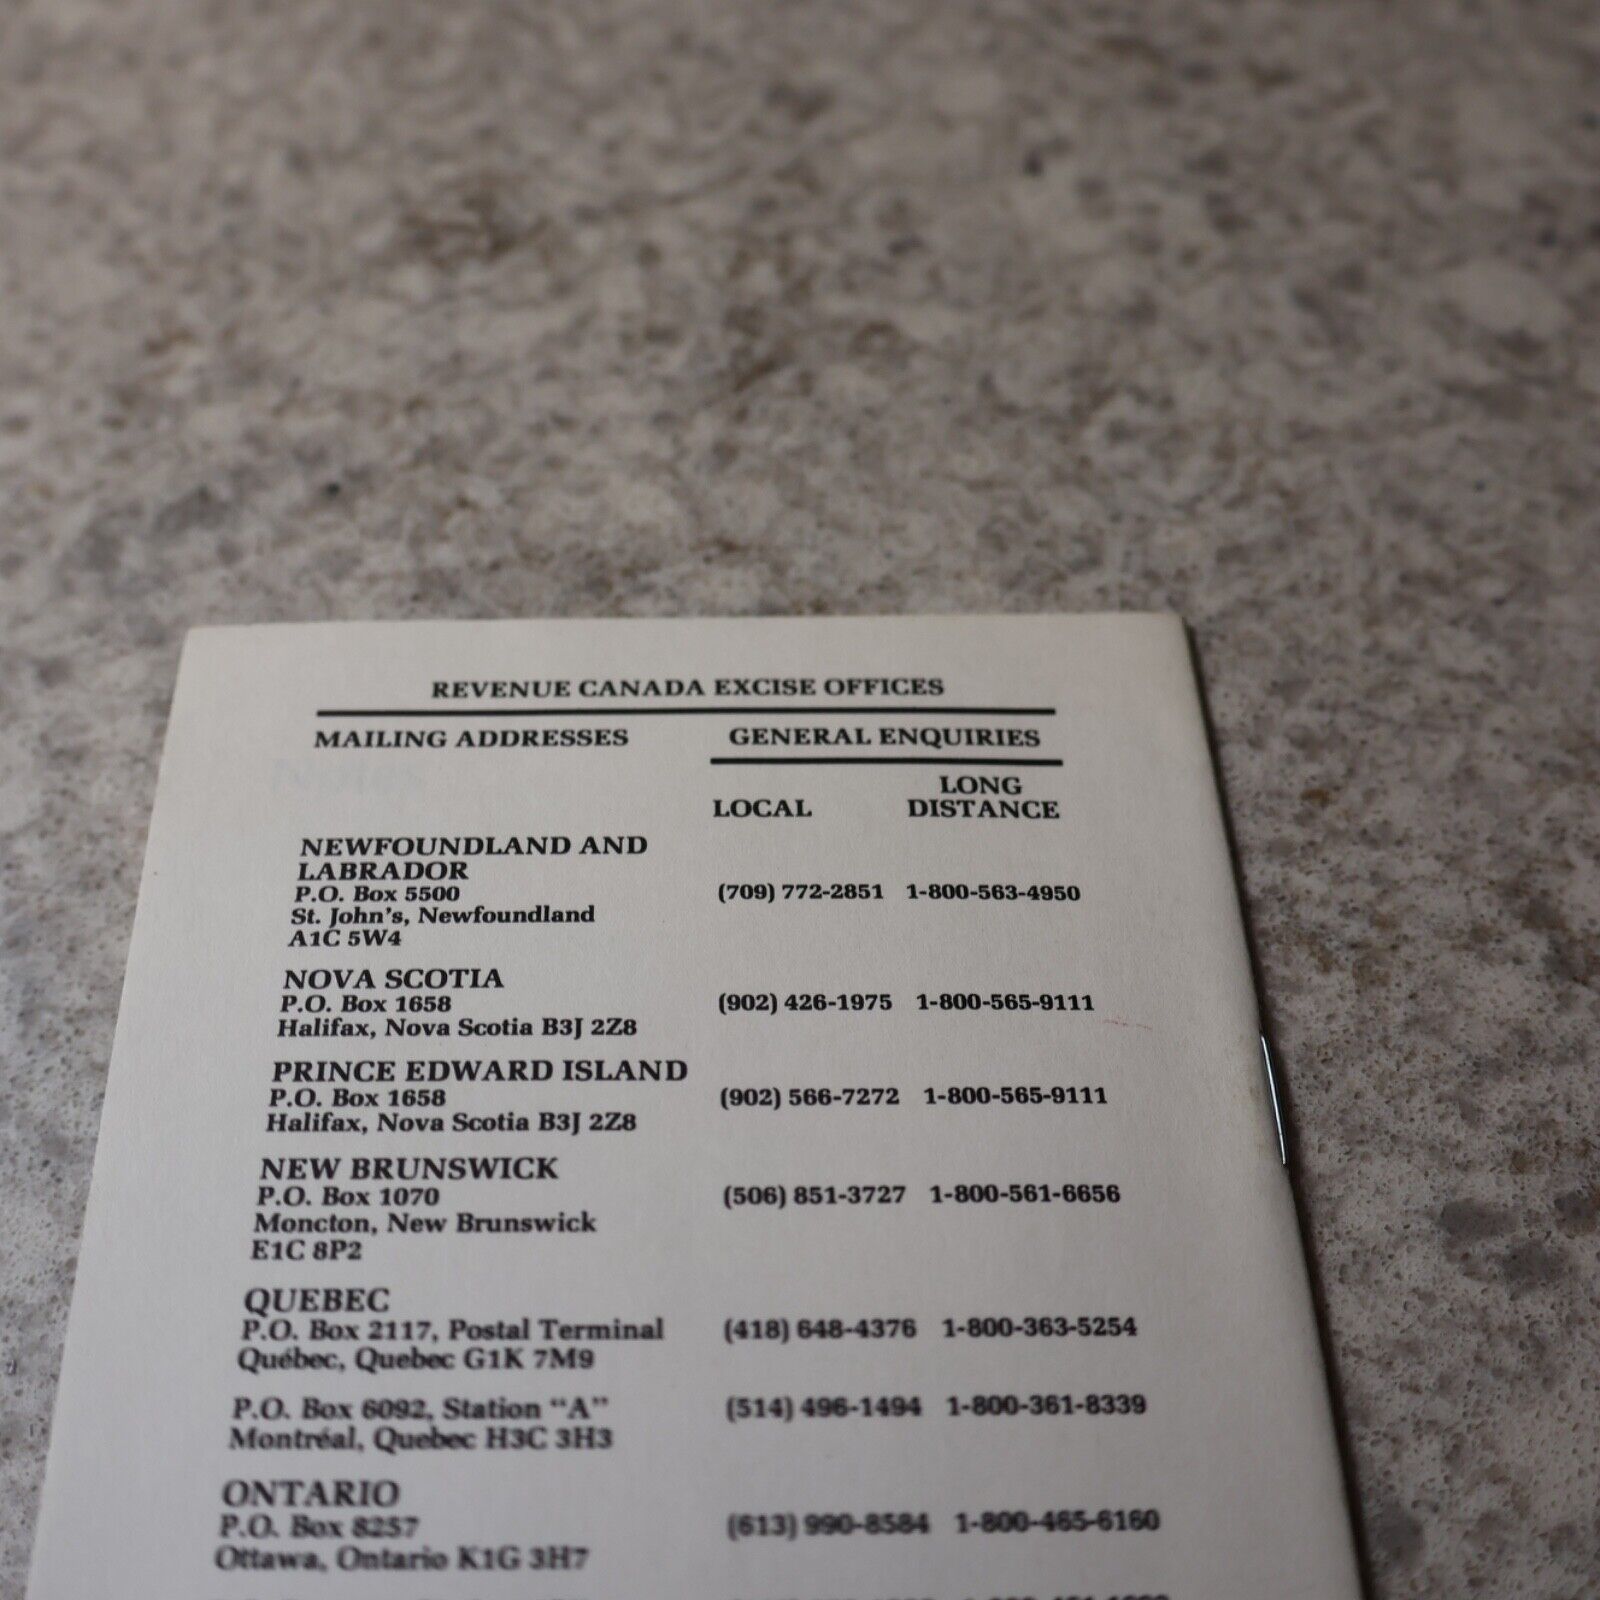 REVENUE CANADA EXCISE OFFICES
MAILING ADDRESSES GENERAL ENQUIRIES
LONG
LOCAL DISTANCE
NEWFOUNDLAND AND
LABRADOR
P.O. Box 5500 (709) 772-2851 1-800-563-4950
St. John's, Newfoundland
A1C 5W4
NOVA SCOTIA
P.O. Box 1658 (902) 426-1975 1-800-565-9111
Halifax, Nova Scotia B3J 2Z8
PRINCE EDWARD ISLAND
P.O. Box 1658 (902) 566-7272 1-800-565-9111
Halifax, Nova Scotia B3J 2Z8
NEW BRUNSWICK
P.O. Box 1070 (506) 851-3727 1-800-561-6656
Moncton, New Brunswick
E1C 8P2
QUEBEC
P.O. Box 2117, Postal Terminal (418) 648-4376 1-800-363-5254
Québec, Quebec G1K 7M9
P.O. Box 6092, Station "A" (514) 496-1494 1-800-361-8339
Montréal, Quebec H3C 3H3
ONTARIO
P.O. Box 8257 (613) 990-8584 1-800-465-6160
Ottawa, Ontario K1G 3H7